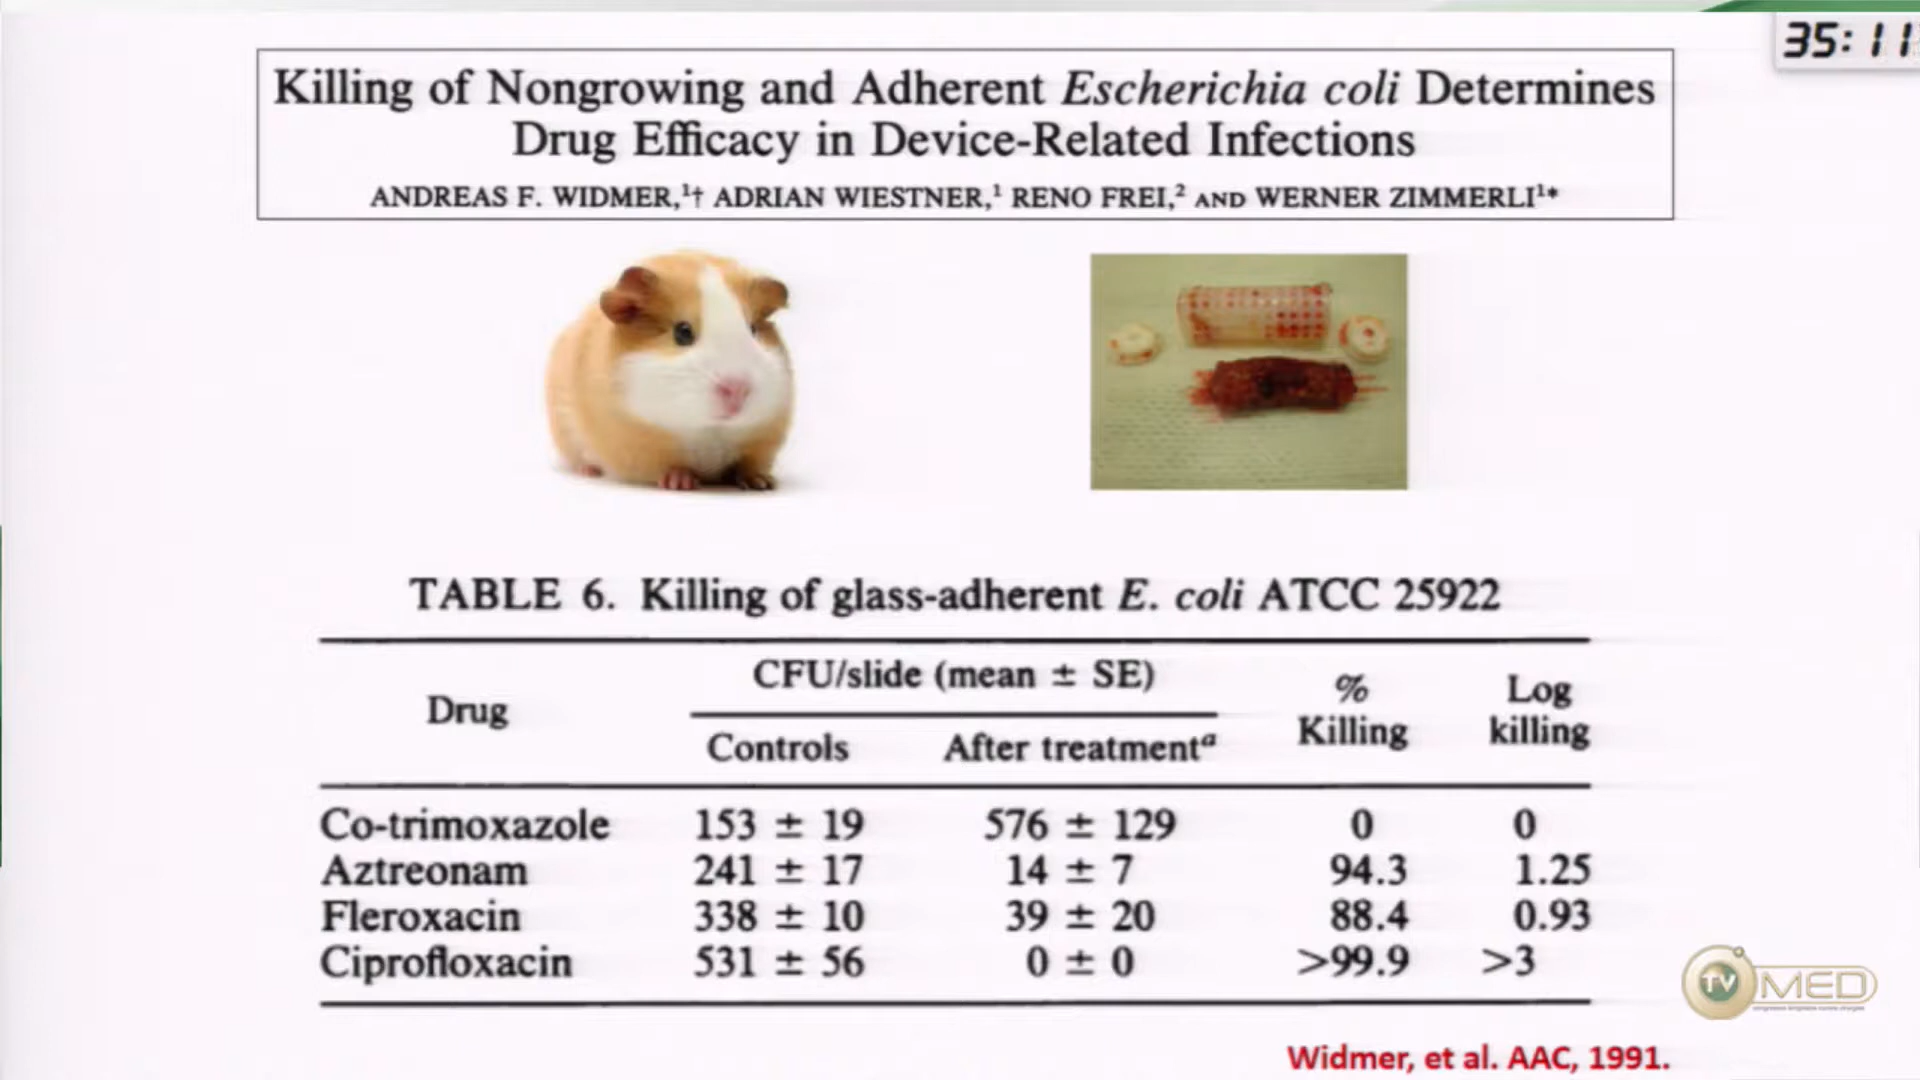 35:11
Killing of Nongrowing and Adherent Escherichia coli Determines
Drug Efficacy in Device-Related Infections
ANDREAS F. WIDMER,¹† ADRIAN WIESTNER,¹ RENO FREI,² AND WERNER ZIMMERLI¹*
TABLE 6. Killing of glass-adherent E. coli ATCC 25922
Drug CFU/slide (mean ± SE) % Killing Log killing
Controls After treatmentᵃ
Co-trimoxazole 153 ± 19 576 ± 129 0 0
Aztreonam 241 ± 17 14 ± 7 94.3 1.25
Fleroxacin 338 ± 10 39 ± 20 88.4 0.93
Ciprofloxacin 531 ± 56 0 ± 0 >99.9 >3
TV MED
Widmer, et al. AAC, 1991.